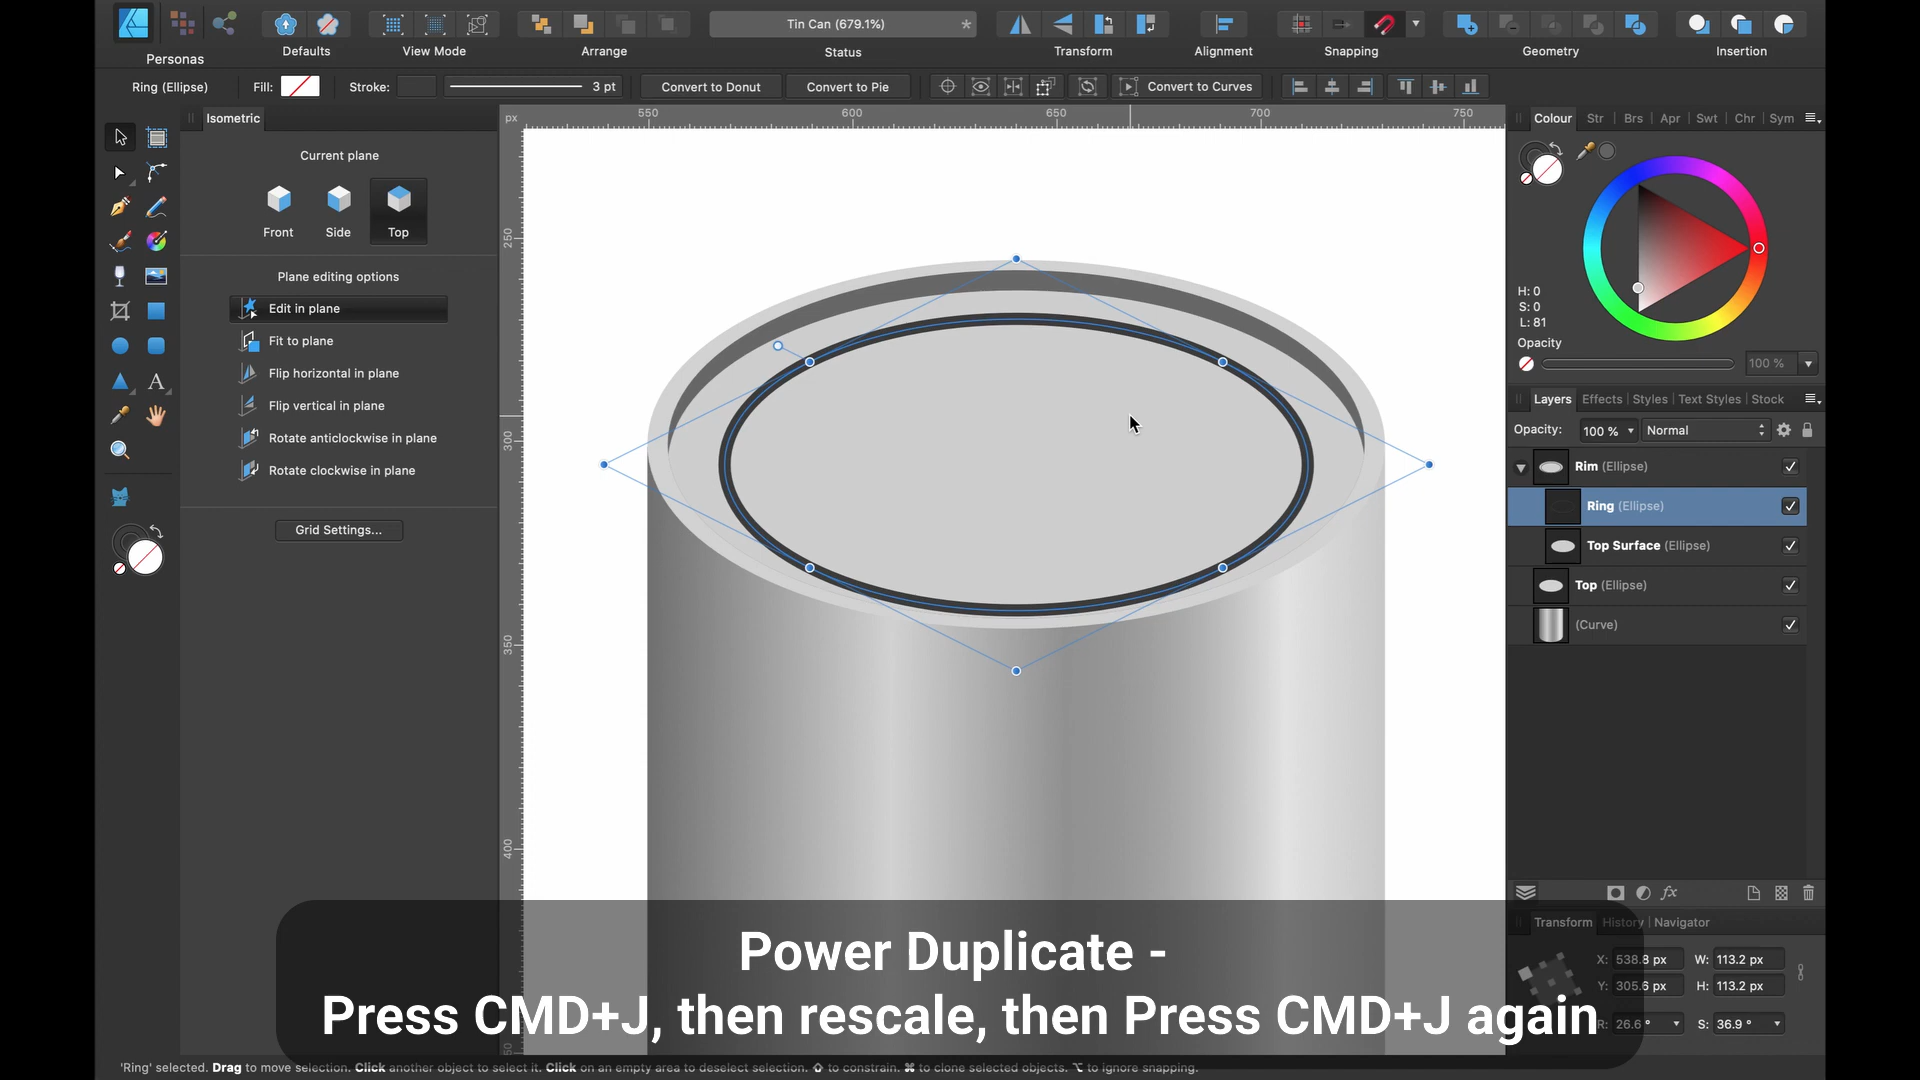 Tin Can (679.1%)
*
Personas
Defaults
View Mode
Arrange
Status
Transform
Alignment
Snapping
Geometry
Insertion
Ring (Ellipse)
Fill:
Stroke:
3 pt
Convert to Donut
Convert to Pie
Convert to Curves
Isometric
Current plane
Front
Side
Top
Plane editing options
Edit in plane
Fit to plane
Flip horizontal in plane
Flip vertical in plane
Rotate anticlockwise in plane
Rotate clockwise in plane
Grid Settings...
px
550
600
650
700
750
250
300
350
400
Colour
Str
Brs
Apr
Swt
Chr
Sym
H: 0
S: 0
L: 81
Opacity
100 %
Layers
Effects
Styles
Text Styles
Stock
Opacity:
100 %
Normal
Rim (Ellipse)
Ring (Ellipse)
Top Surface (Ellipse)
Top (Ellipse)
(Curve)
Transform
History
Navigator
X: 538.8 px
W: 113.2 px
Y: 305.6 px
H: 113.2 px
R: 26.6 °
S: 36.9 °
Power Duplicate -
Press CMD+J, then rescale, then Press CMD+J again
'Ring' selected. Drag to move selection. Click another object to select it. Click on an empty area to deselect selection. ⇧ to constrain. ⌘ to clone selected objects. ⌥ to ignore snapping.